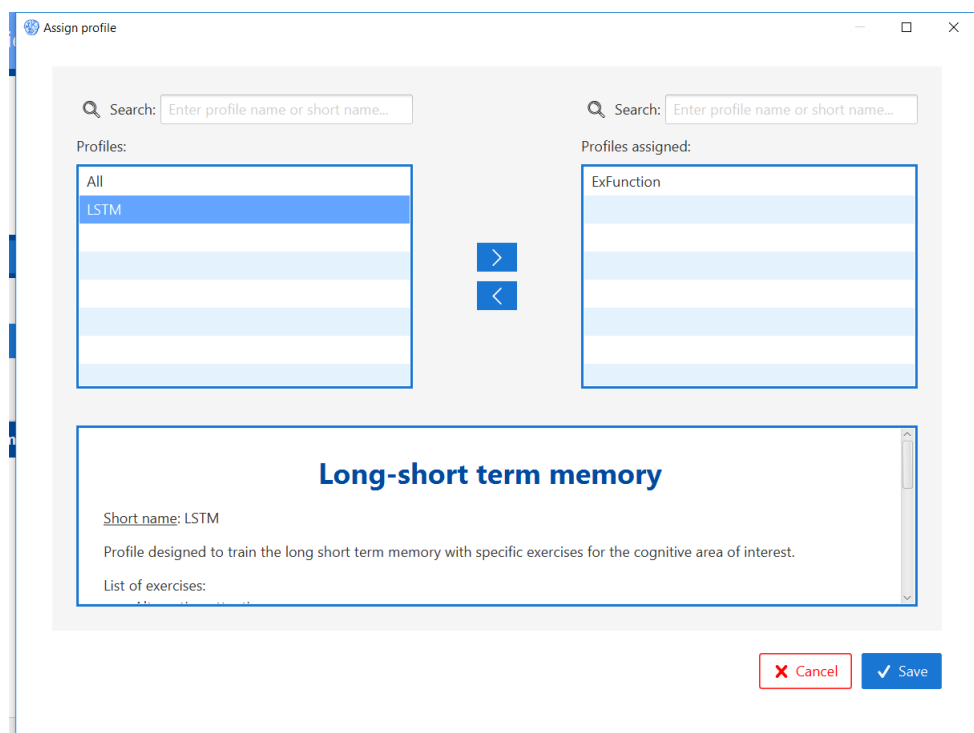 Assign profile
Search: Enter profile name or short name...
Search: Enter profile name or short name...
Profiles:
Profiles assigned:
All
LSTM
ExFunction
Long-short term memory
Short name: LSTM
Profile designed to train the long short term memory with specific exercises for the cognitive area of interest.
List of exercises:
Cancel
Save